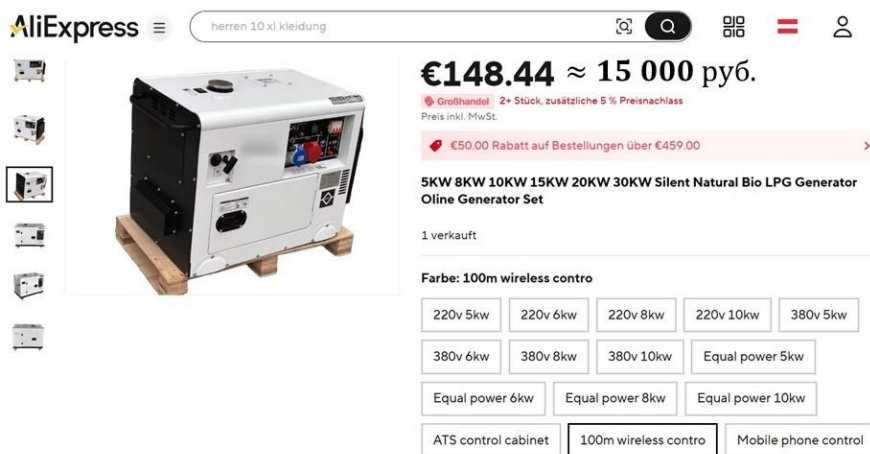 AliExpress
herren 10 xl kleidung
€148.44 ≈ 15 000 руб.
Großhandel 2+ Stück, zusätzliche 5 % Preisnachlass
Preis inkl. MwSt.
€50.00 Rabatt auf Bestellungen über €459.00
5KW 8KW 10KW 15KW 20KW 30KW Silent Natural Bio LPG Generator
Oline Generator Set
1 verkauft
Farbe: 100m wireless contro
220v 5kw 220v 6kw 220v 8kw 220v 10kw 380v 5kw
380v 6kw 380v 8kw 380v 10kw Equal power 5kw
Equal power 6kw Equal power 8kw Equal power 10kw
ATS control cabinet 100m wireless contro Mobile phone control